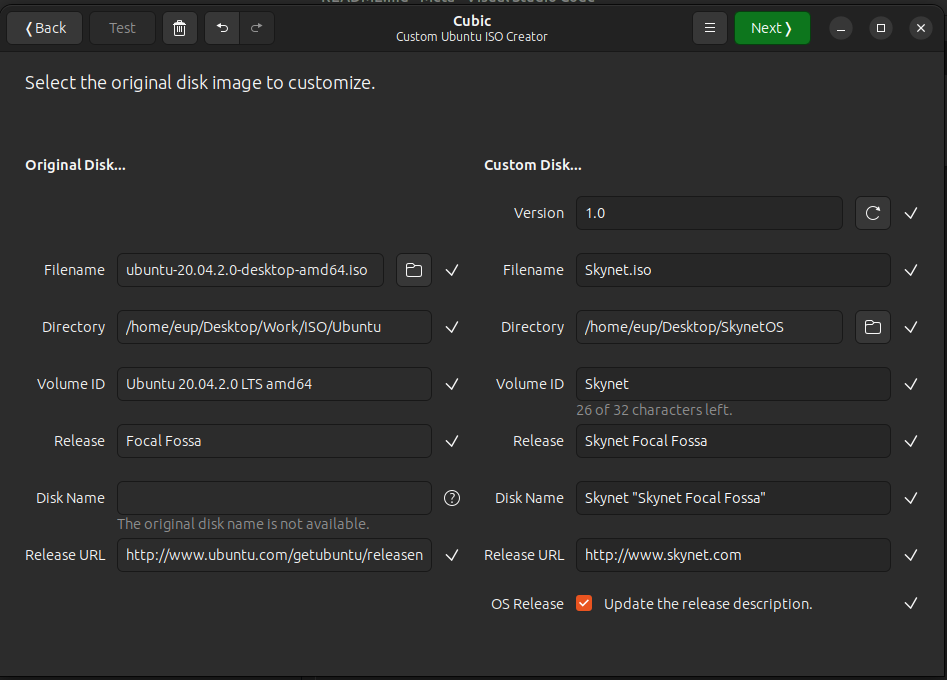 Back
Test
Cubic
Custom Ubuntu ISO Creator
Next
Select the original disk image to customize.
Original Disk...
Custom Disk...
Version 1.0
Filename ubuntu-20.04.2.0-desktop-amd64.iso
Filename Skynet.iso
Directory /home/eup/Desktop/Work/ISO/Ubuntu
Directory /home/eup/Desktop/SkynetOS
Volume ID Ubuntu 20.04.2.0 LTS amd64
Volume ID Skynet
26 of 32 characters left.
Release Focal Fossa
Release Skynet Focal Fossa
Disk Name
Disk Name Skynet "Skynet Focal Fossa"
The original disk name is not available.
Release URL http://www.ubuntu.com/getubuntu/releasen
Release URL http://www.skynet.com
OS Release Update the release description.